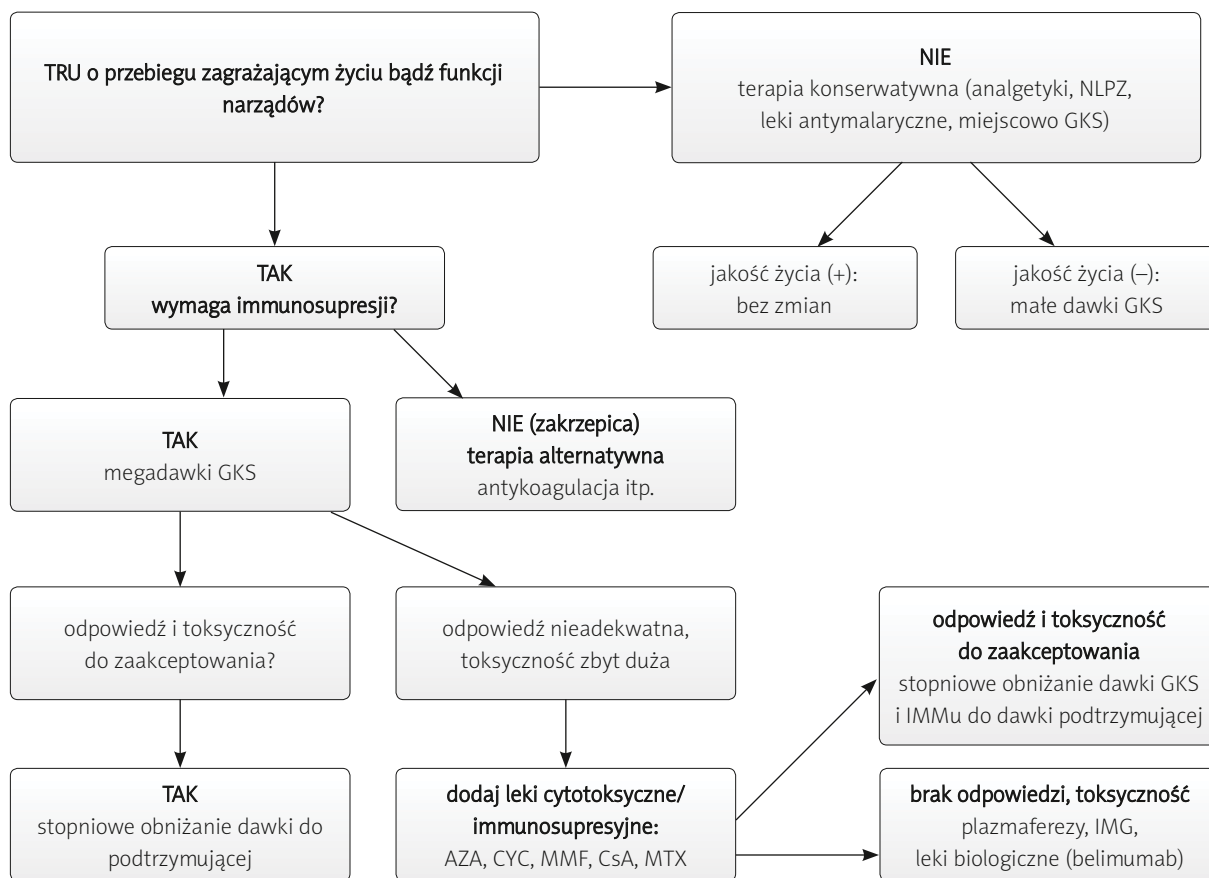 TRU o przebiegu zagrażającym życiu bądź funkcji
narządów?
NIE
terapia konserwatywna (analgetyki, NLPZ,
leki antymalaryczne, miejscowo GKS)
TAK
wymaga immunosupresji?
jakość życia (+):
bez zmian
jakość życia (–):
małe dawki GKS
TAK
megadawki GKS
NIE (zakrzepica)
terapia alternatywna
antykoagulacja itp.
odpowiedź i toksyczność
do zaakceptowania?
odpowiedź nieadekwatna,
toksyczność zbyt duża
odpowiedź i toksyczność
do zaakceptowania
stopniowe obniżanie dawki GKS
i IMMu do dawki podtrzymującej
TAK
stopniowe obniżanie dawki do
podtrzymującej
dodaj leki cytotoksyczne/
immunosupresyjne:
AZA, CYC, MMF, CsA, MTX
brak odpowiedzi, toksyczność
plazmaferezy, IMG,
leki biologiczne (belimumab)